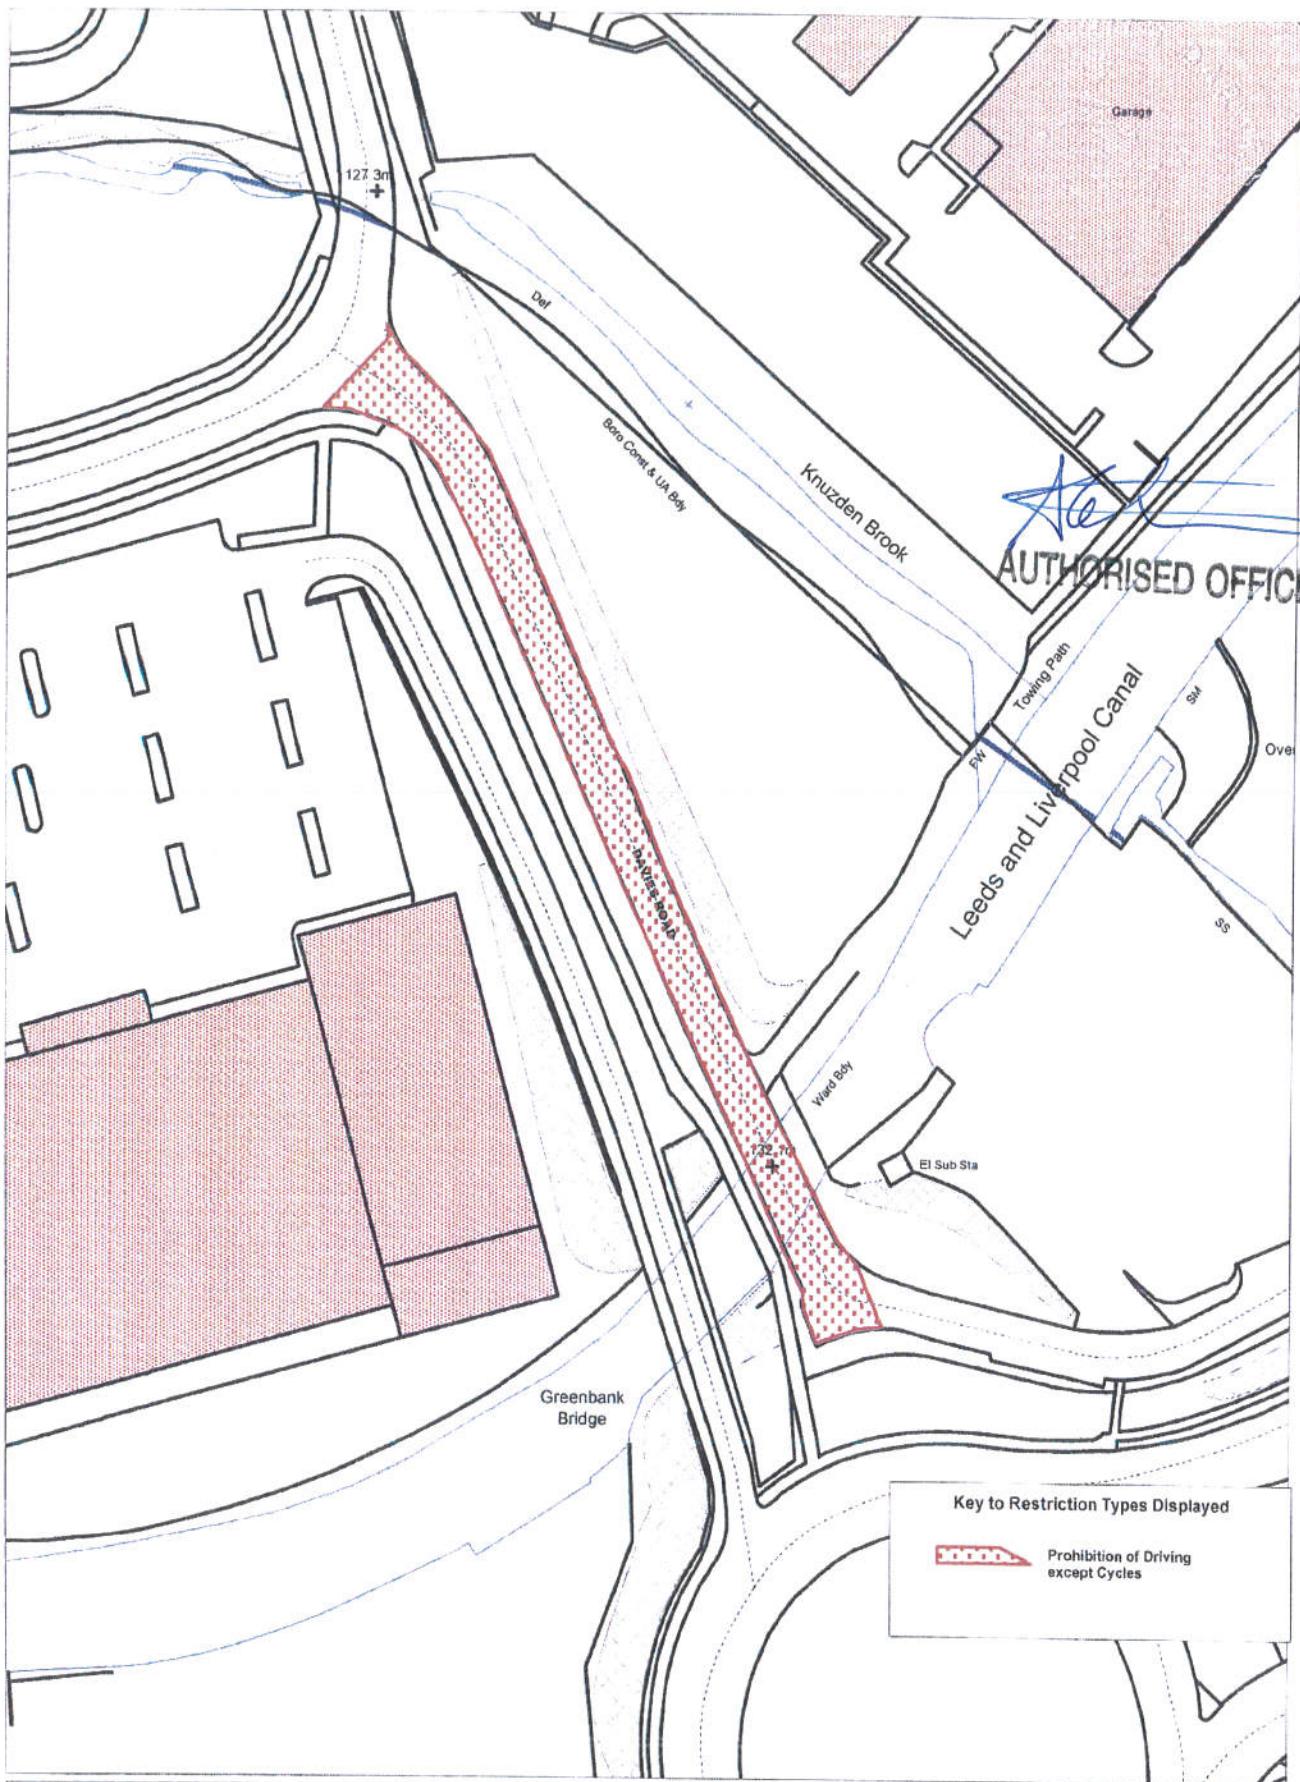 Garage
127.3m
Def
Boro Const & UA Bdy
Knuzden Brook
AUTHORISED OFFIC
Towing Path
SM
Leeds and Liverpool Canal
FW
Over
DAVIES ROAD
SS
Ward Bdy
132.7m
El Sub Sta
Greenbank
Bridge
Key to Restriction Types Displayed
Prohibition of Driving
except Cycles